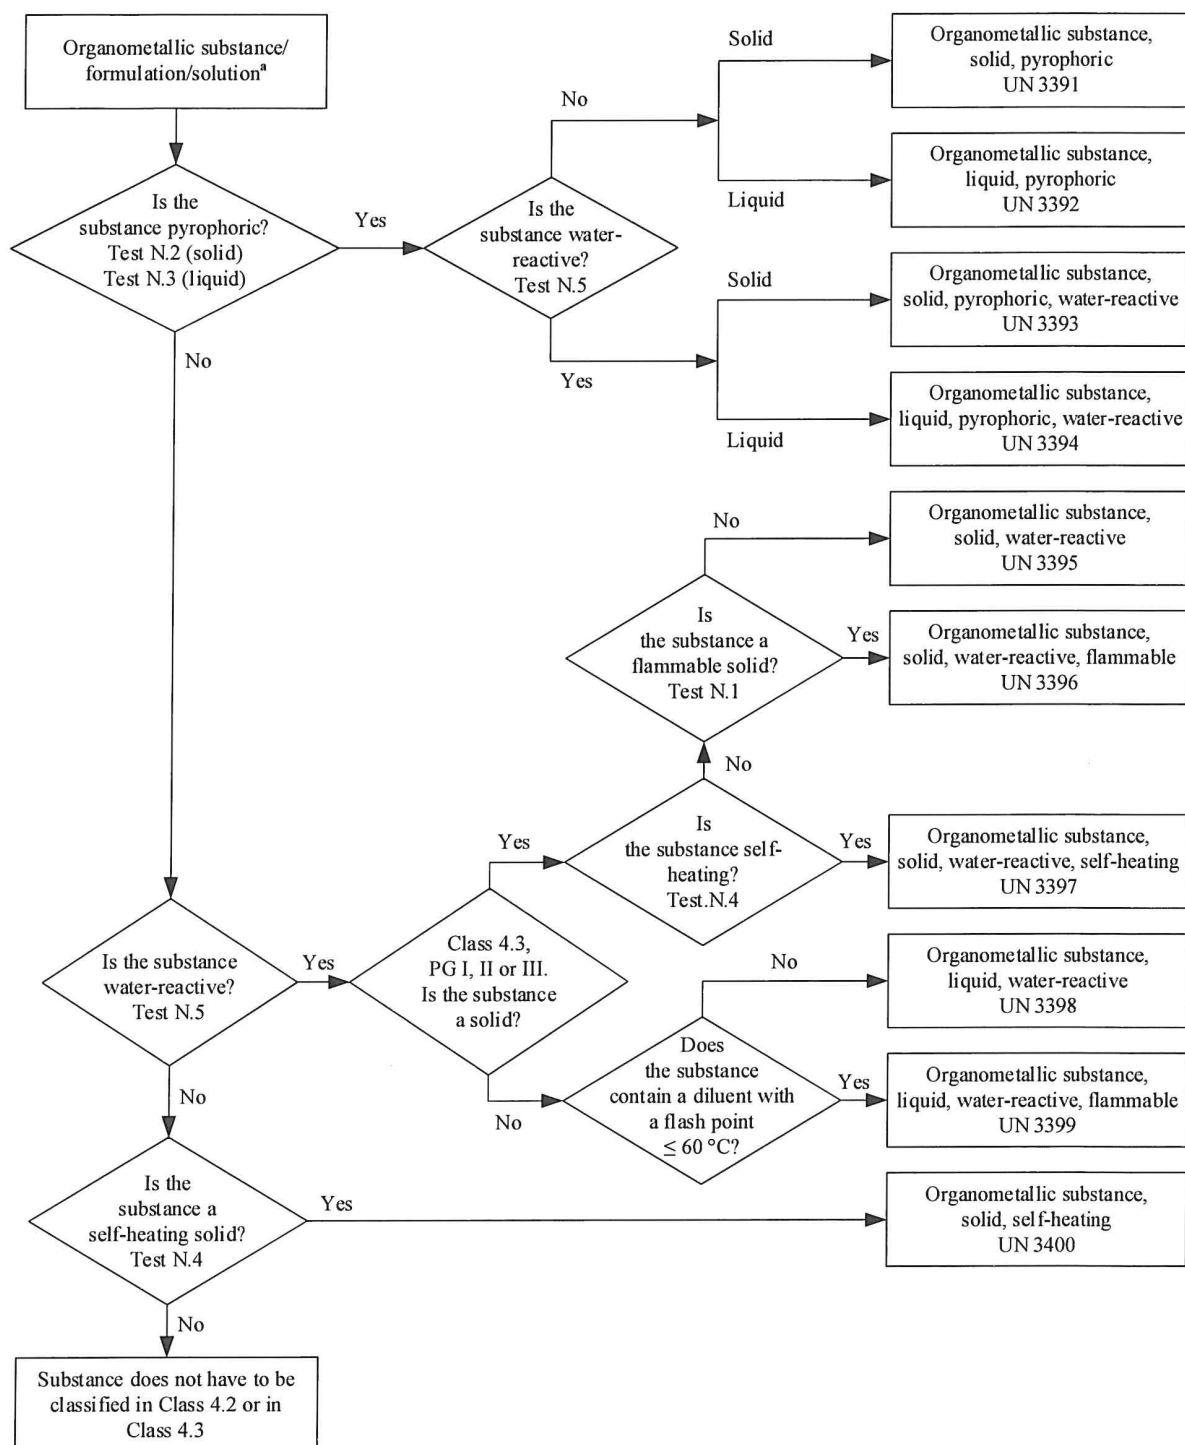 Organometallic substance/
formulation/solutionᵃ
Is the
substance pyrophoric?
Test N.2 (solid)
Test N.3 (liquid)
Yes
No
Is the
substance water-
reactive?
Test N.5
No
Yes
Solid
Liquid
Solid
Liquid
Organometallic substance,
solid, pyrophoric
UN 3391
Organometallic substance,
liquid, pyrophoric
UN 3392
Organometallic substance,
solid, pyrophoric, water-reactive
UN 3393
Organometallic substance,
liquid, pyrophoric, water-reactive
UN 3394
No
Organometallic substance,
solid, water-reactive
UN 3395
Is
the substance a
flammable solid?
Test N.1
Yes
Organometallic substance,
solid, water-reactive, flammable
UN 3396
No
Is
the substance self-
heating?
Test.N.4
Yes
Yes
Organometallic substance,
solid, water-reactive, self-heating
UN 3397
Is the substance
water-reactive?
Test N.5
Yes
Class 4.3,
PG I, II or III.
Is the substance
a solid?
No
No
Organometallic substance,
liquid, water-reactive
UN 3398
Does
the substance
contain a diluent with
a flash point
≤ 60 °C?
Yes
Organometallic substance,
liquid, water-reactive, flammable
UN 3399
No
Is the
substance a
self-heating solid?
Test N.4
Yes
Organometallic substance,
solid, self-heating
UN 3400
No
Substance does not have to be
classified in Class 4.2 or in
Class 4.3